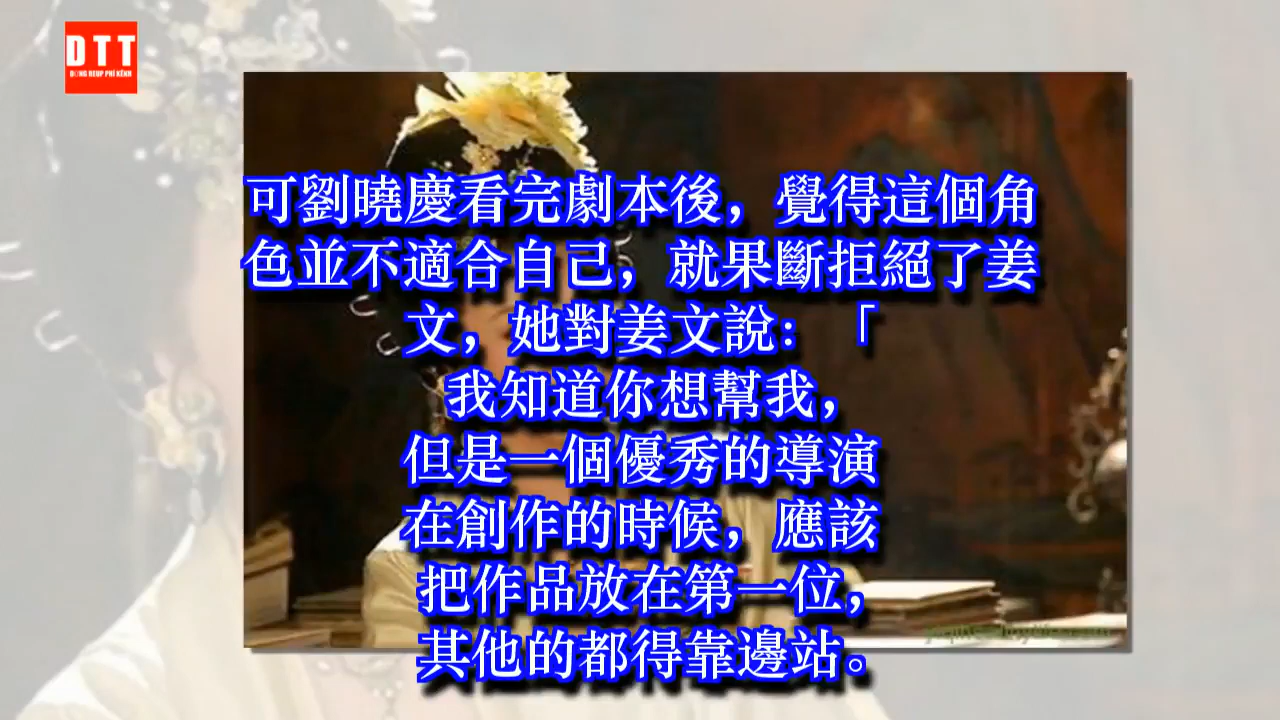 DTT
可劉曉慶看完劇本後，覺得這個角
色並不適合自己，就果斷拒絕了姜
文，她對姜文說：「
我知道你想幫我，
但是一個優秀的導演
在創作的時候，應該
把作品放在第一位，
其他的都得靠邊站。